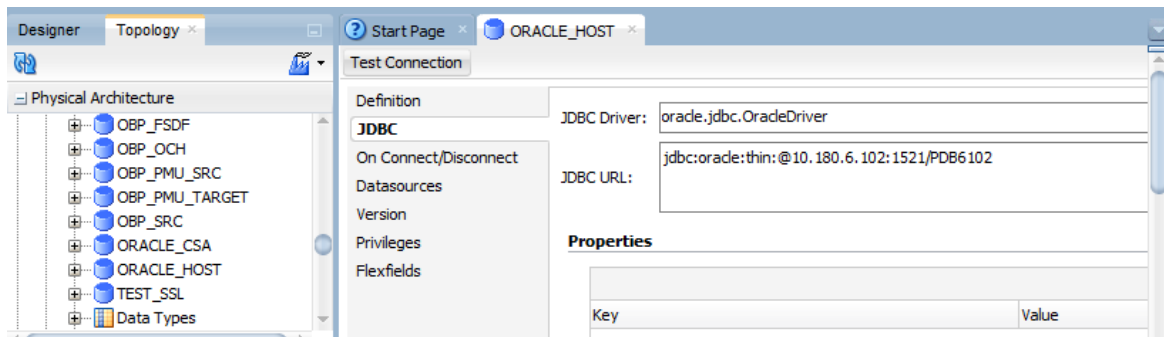 Designer
Topology
Start Page
ORACLE_HOST
Test Connection
Physical Architecture
OBP_FSDF
OBP_OCH
OBP_PMU_SRC
OBP_PMU_TARGET
OBP_SRC
ORACLE_CSA
ORACLE_HOST
TEST_SSL
Data Types
Definition
JDBC
On Connect/Disconnect
Datasources
Version
Privileges
Flexfields
JDBC Driver: oracle.jdbc.OracleDriver
JDBC URL: jdbc:oracle:thin:@10.180.6.102:1521/PDB6102
Properties
Key Value